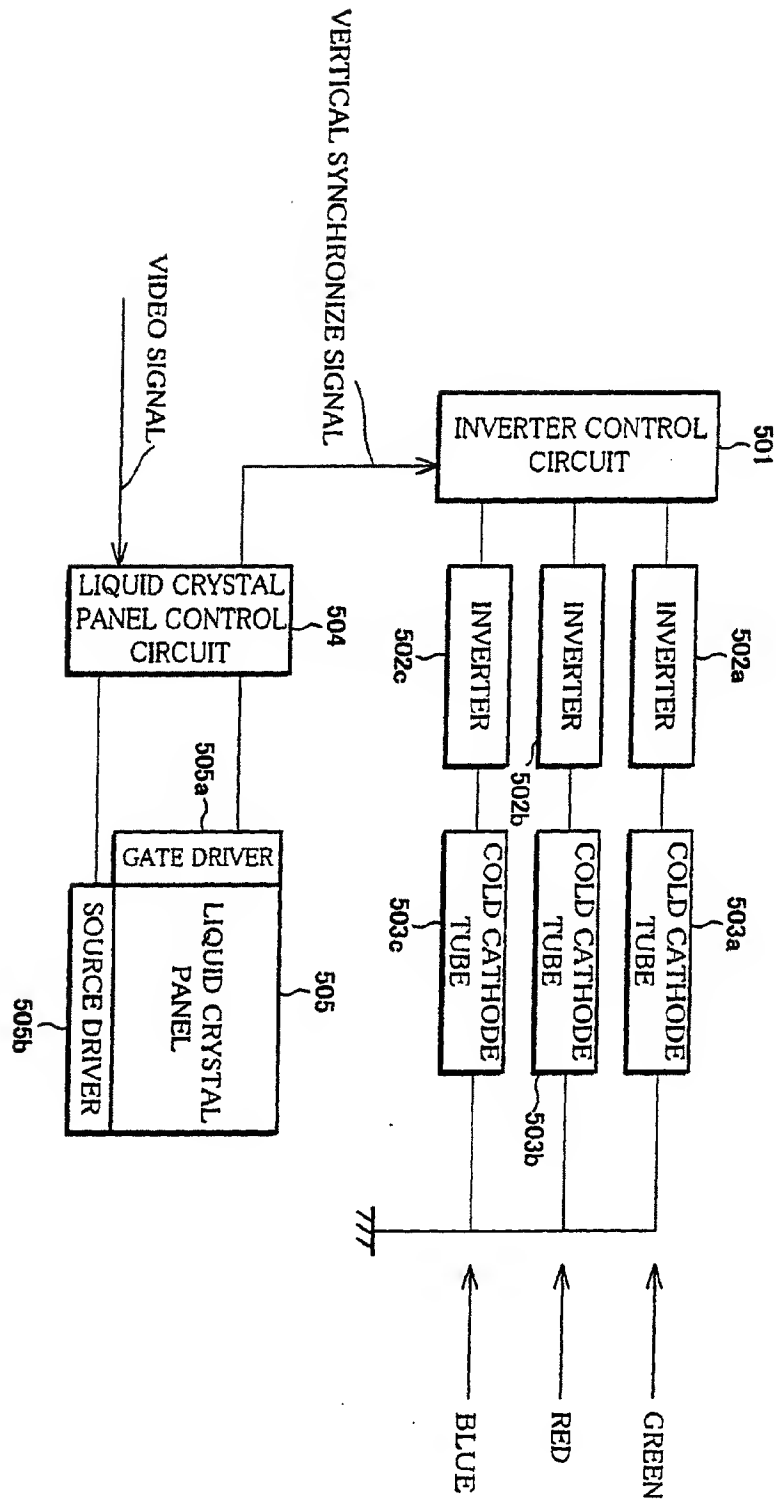 501
INVERTER CONTROL
CIRCUIT
502a
INVERTER
503a
COLD CATHODE
TUBE
GREEN
INVERTER
502b
COLD CATHODE
TUBE
503b
RED
INVERTER
502c
COLD CATHODE
TUBE
503c
BLUE
VERTICAL SYNCHRONIZE SIGNAL
VIDEO SIGNAL
LIQUID CRYSTAL
PANEL CONTROL
CIRCUIT
504
505a
GATE DRIVER
LIQUID CRYSTAL
PANEL
505
SOURCE DRIVER
505b